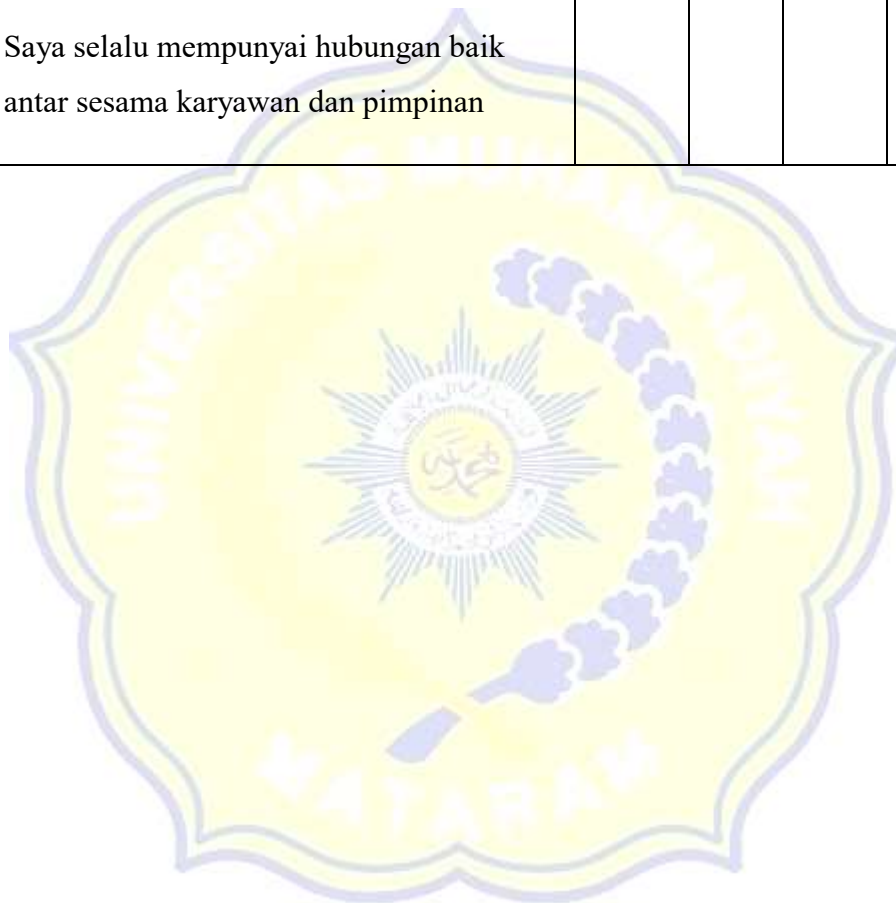 Saya selalu mempunyai hubungan baik
antar sesama karyawan dan pimpinan
UNIVERSITAS MUHAMMADIYAH
MATARAM